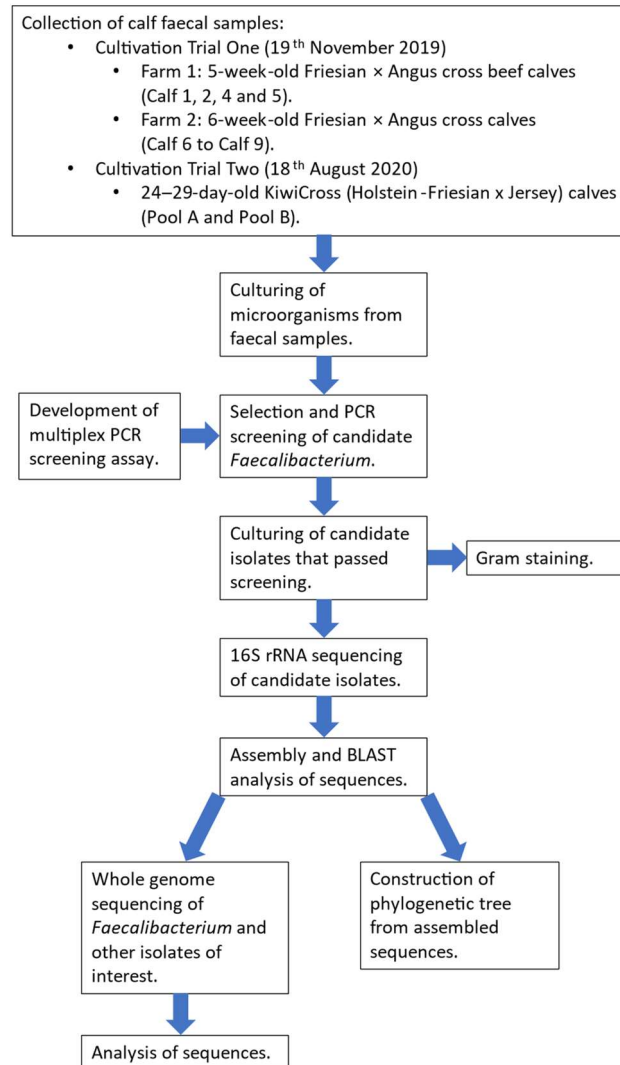 Collection of calf faecal samples:
• Cultivation Trial One (19th November 2019)
• Farm 1: 5-week-old Friesian × Angus cross beef calves
(Calf 1, 2, 4 and 5).
• Farm 2: 6-week-old Friesian × Angus cross calves
(Calf 6 to Calf 9).
• Cultivation Trial Two (18th August 2020)
• 24–29-day-old KiwiCross (Holstein-Friesian x Jersey) calves
(Pool A and Pool B).
Culturing of
microorganisms from
faecal samples.
Development of
multiplex PCR
screening assay.
Selection and PCR
screening of candidate
Faecalibacterium.
Culturing of candidate
isolates that passed
screening.
Gram staining.
16S rRNA sequencing
of candidate isolates.
Assembly and BLAST
analysis of sequences.
Whole genome
sequencing of
Faecalibacterium and
other isolates of
interest.
Construction of
phylogenetic tree
from assembled
sequences.
Analysis of sequences.